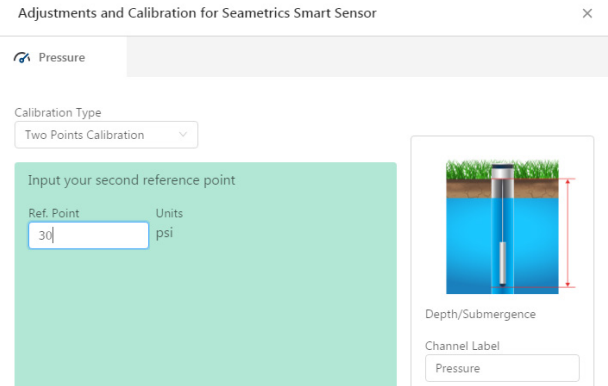 Adjustments and Calibration for Seametrics Smart Sensor
Pressure
Calibration Type
Two Points Calibration
Input your second reference point
Ref. Point Units
30 psi
Depth/Submergence
Channel Label
Pressure